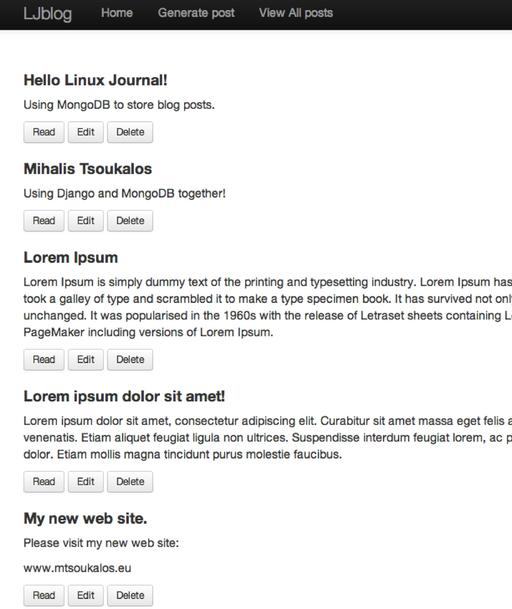 LJblog Home Generate post View All posts
Hello Linux Journal!
Using MongoDB to store blog posts.
Read Edit Delete
Mihalis Tsoukalos
Using Django and MongoDB together!
Read Edit Delete
Lorem Ipsum
Lorem Ipsum is simply dummy text of the printing and typesetting industry. Lorem Ipsum has
took a galley of type and scrambled it to make a type specimen book. It has survived not
unchanged. It was popularised in the 1960s with the release of Letraset sheets containing
PageMaker including versions of Lorem Ipsum.
Read Edit Delete
Lorem ipsum dolor sit amet!
Lorem ipsum dolor sit amet, consectetur adipiscing elit. Curabitur sit amet massa eget felis
venenatis. Etiam aliquet feugiat ligula non ultrices. Suspendisse interdum feugiat lorem, ac
dolor. Etiam mollis magna tincidunt purus molestie faucibus.
Read Edit Delete
My new web site.
Please visit my new web site:
www.mtsoukalos.eu
Read Edit Delete